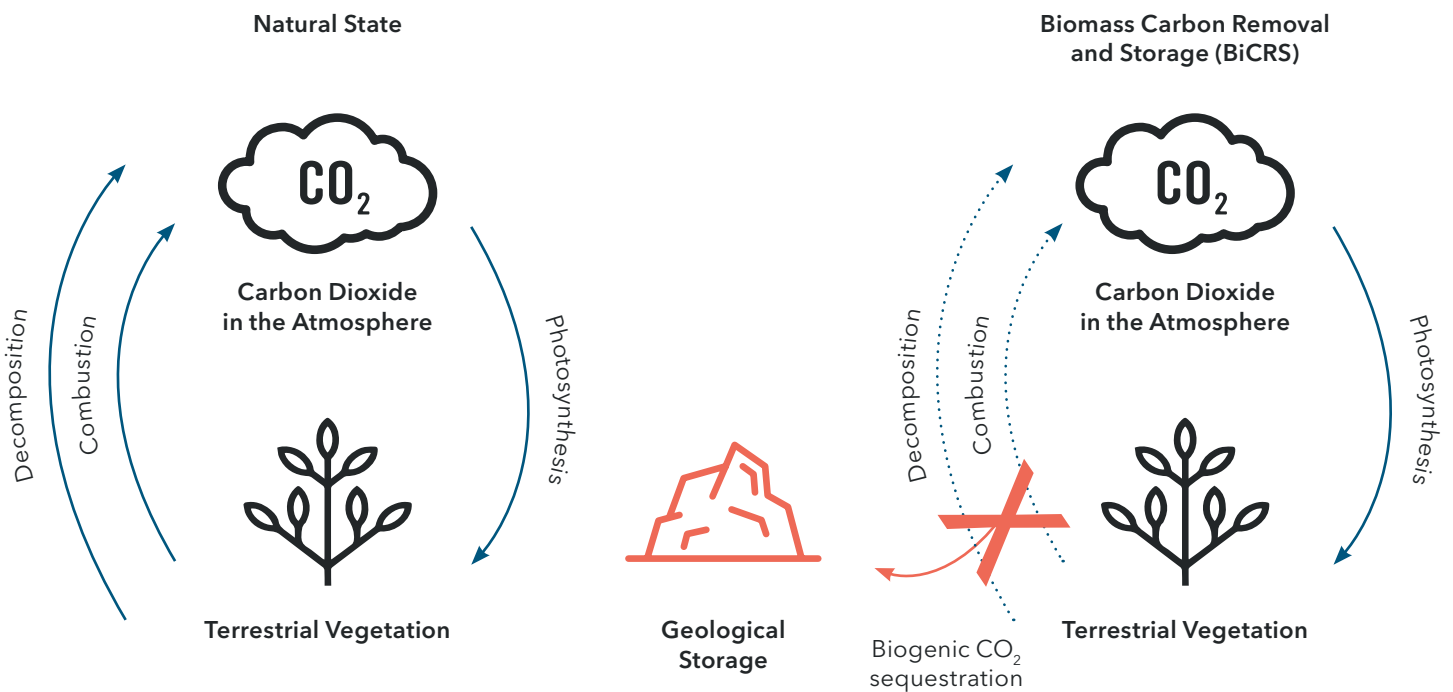 Natural State
CO₂
Carbon Dioxide
in the Atmosphere
Decomposition
Combustion
Photosynthesis
Terrestrial Vegetation
Geological
Storage
Biomass Carbon Removal
and Storage (BiCRS)
CO₂
Carbon Dioxide
in the Atmosphere
Decomposition
Combustion
Photosynthesis
Biogenic CO₂
sequestration
Terrestrial Vegetation